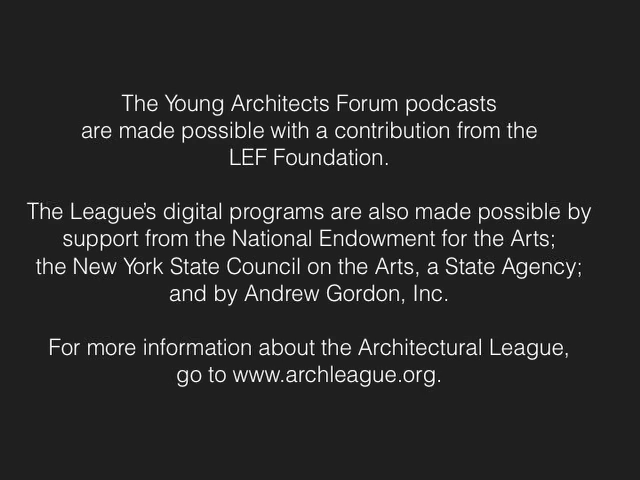 The Young Architects Forum podcasts
are made possible with a contribution from the
LEF Foundation.
The League's digital programs are also made possible by
support from the National Endowment for the Arts;
the New York State Council on the Arts, a State Agency;
and by Andrew Gordon, Inc.
For more information about the Architectural League,
go to www.archleague.org.